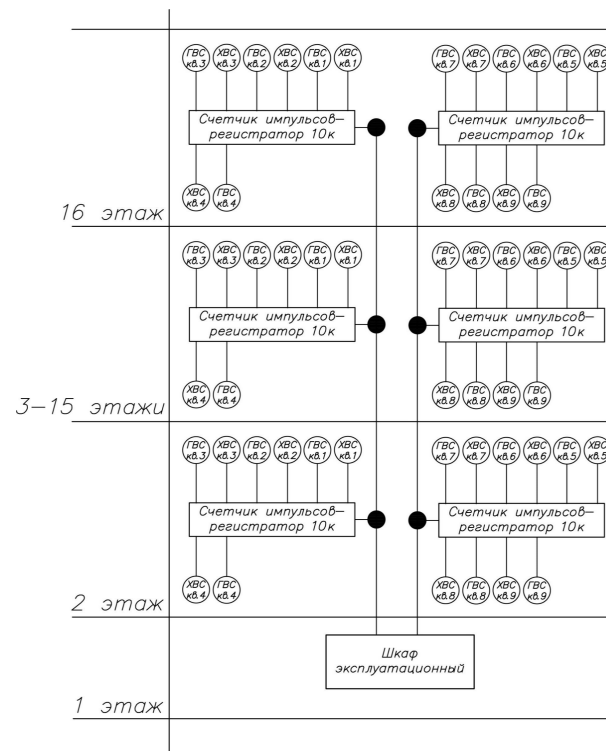 ГВС кв.3 ХВС кв.3 ГВС кв.2 ХВС кв.2 ГВС кв.1 ХВС кв.1
ГВС кв.7 ХВС кв.7 ГВС кв.6 ХВС кв.6 ГВС кв.5 ХВС кв.5
Счетчик импульсов-
регистратор 10к
Счетчик импульсов-
регистратор 10к
ХВС кв.4 ГВС кв.4
ХВС кв.8 ГВС кв.8 ХВС кв.9 ГВС кв.9
16 этаж
ГВС кв.3 ХВС кв.3 ГВС кв.2 ХВС кв.2 ГВС кв.1 ХВС кв.1
ГВС кв.7 ХВС кв.7 ГВС кв.6 ХВС кв.6 ГВС кв.5 ХВС кв.5
Счетчик импульсов-
регистратор 10к
Счетчик импульсов-
регистратор 10к
ХВС кв.4 ГВС кв.4
ХВС кв.8 ГВС кв.8 ХВС кв.9 ГВС кв.9
3-15 этажи
ГВС кв.3 ХВС кв.3 ГВС кв.2 ХВС кв.2 ГВС кв.1 ХВС кв.1
ГВС кв.7 ХВС кв.7 ГВС кв.6 ХВС кв.6 ГВС кв.5 ХВС кв.5
Счетчик импульсов-
регистратор 10к
Счетчик импульсов-
регистратор 10к
ХВС кв.4 ГВС кв.4
ХВС кв.8 ГВС кв.8 ХВС кв.9 ГВС кв.9
2 этаж
Шкаф
эксплуатационный
1 этаж